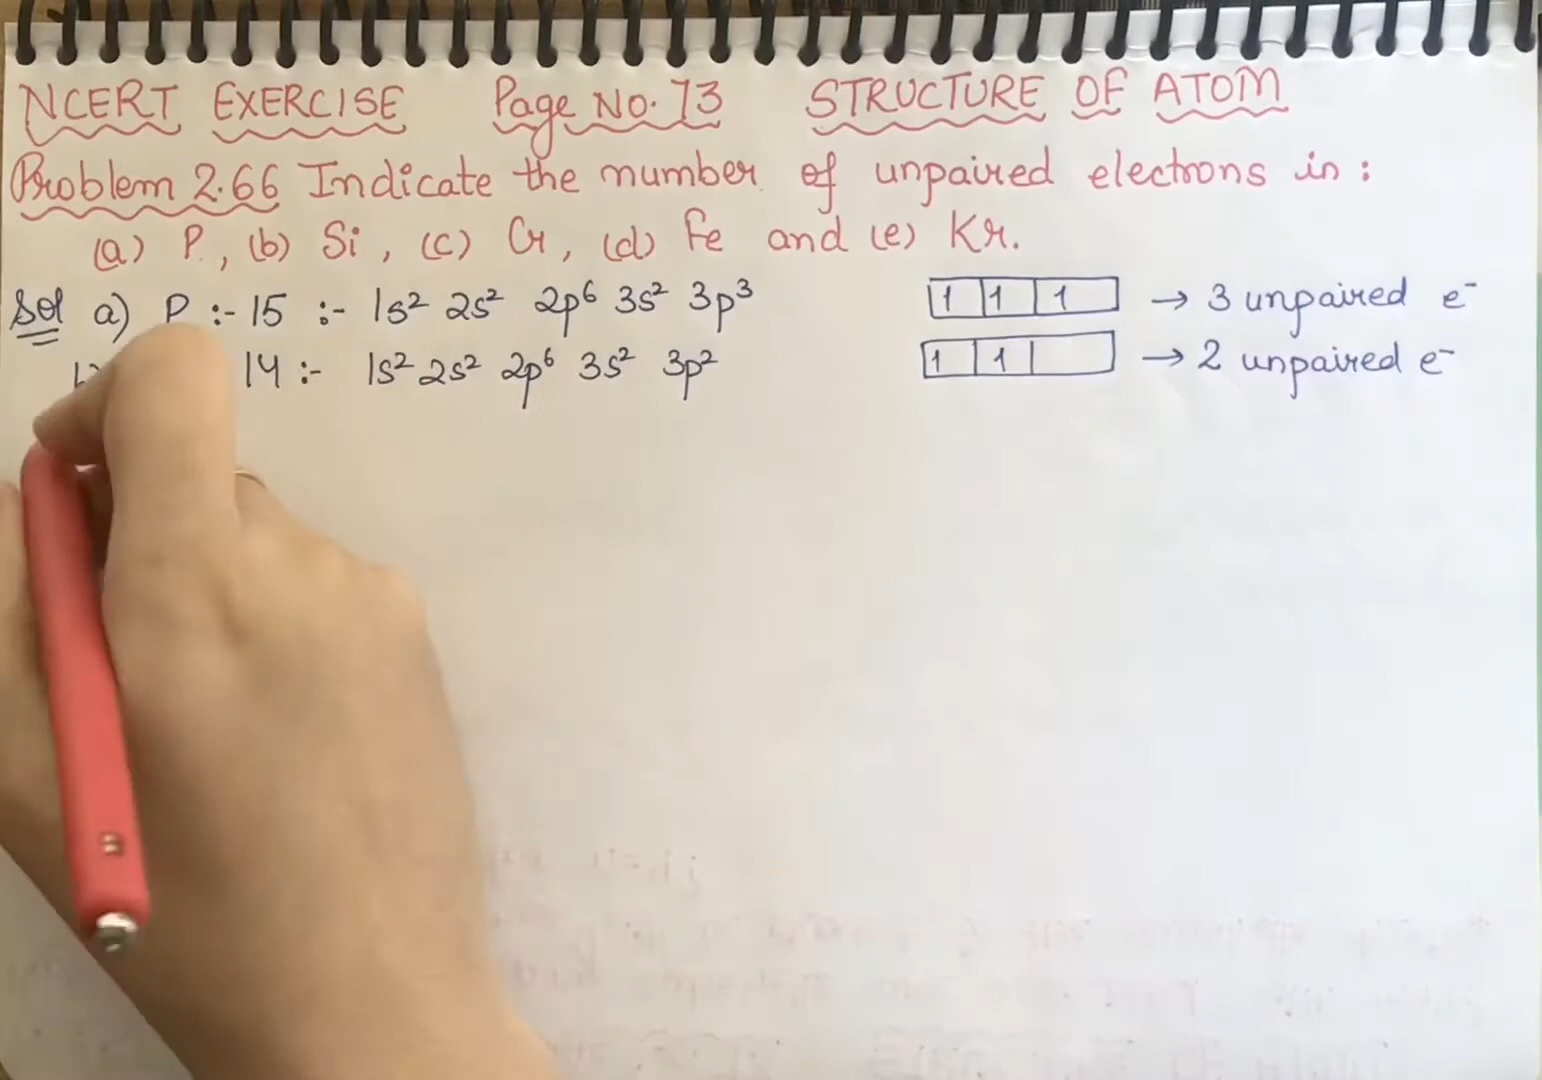 NCERT EXERCISE Page No. 73 STRUCTURE OF ATOM
Problem 2.66 Indicate the number of unpaired electrons in :
(a) P, (b) Si, (c) Cr, (d) Fe and (e) Kr.
Sol a) P :- 15 :- 1s² 2s² 2p⁶ 3s² 3p³ 1 1 1 → 3 unpaired e⁻
14 :- 1s² 2s² 2p⁶ 3s² 3p² 1 1 → 2 unpaired e⁻